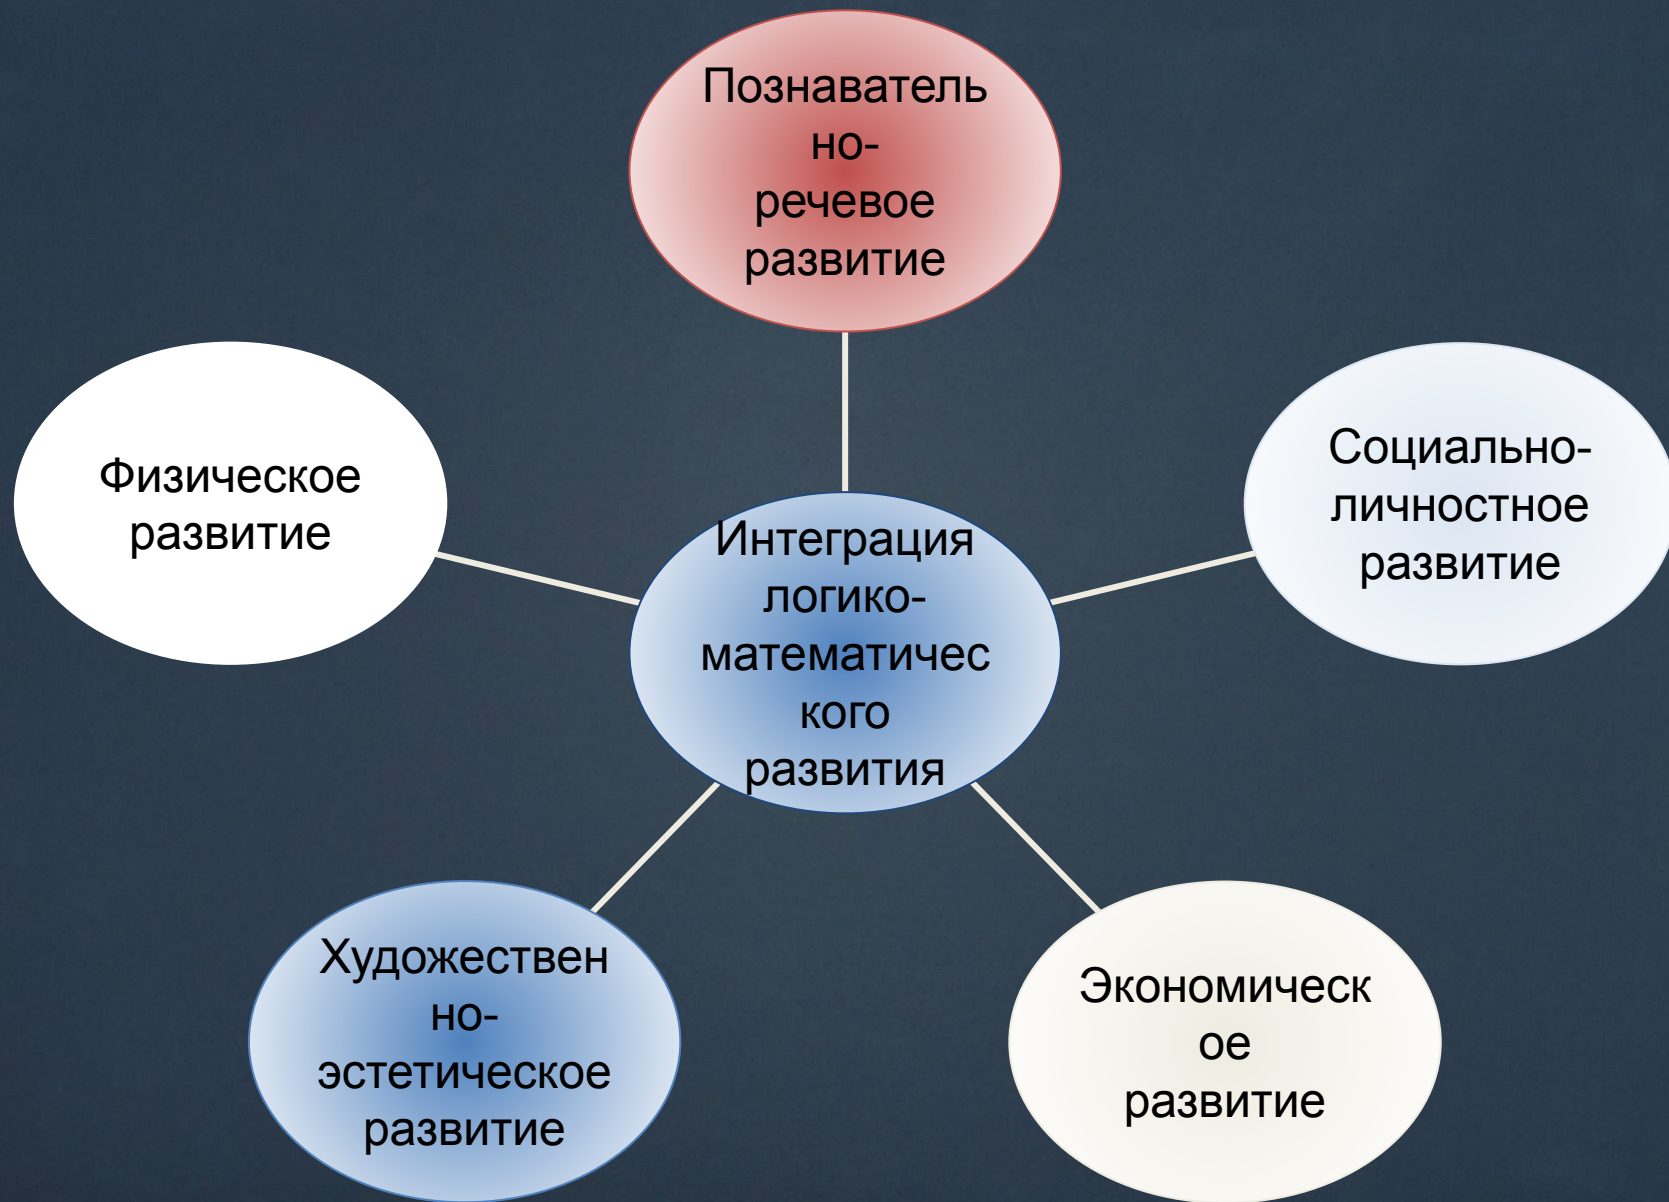 Познаватель
но-
речевое
развитие
Физическое
развитие
Социально-
личностное
развитие
Интеграция
логико-
математичес
кого
развития
Художествен
но-
эстетическое
развитие
Экономическ
ое
развитие